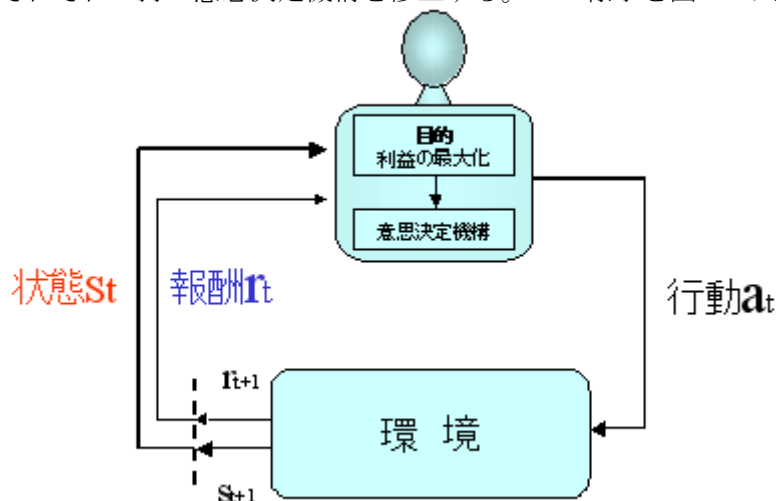 目的
利益の最大化
意思決定機構
状態St
報酬rt
行動at
rt+1
環 境
St+1